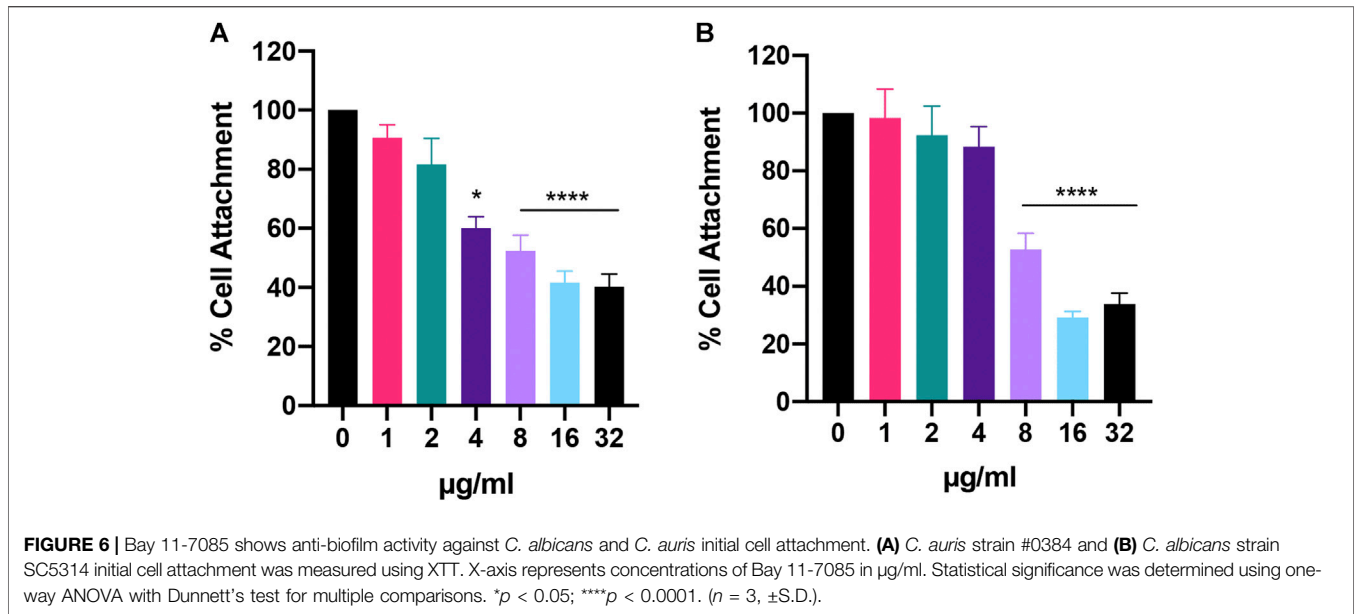 A
120
100
80
60
40
20
0
% Cell Attachment
*
****
0 1 2 4 8 16 32
µg/ml
B
120
100
80
60
40
20
0
% Cell Attachment
****
0 1 2 4 8 16 32
µg/ml
FIGURE 6 | Bay 11-7085 shows anti-biofilm activity against C. albicans and C. auris initial cell attachment. (A) C. auris strain #0384 and (B) C. albicans strain
SC5314 initial cell attachment was measured using XTT. X-axis represents concentrations of Bay 11-7085 in µg/ml. Statistical significance was determined using one-
way ANOVA with Dunnett's test for multiple comparisons. *p < 0.05; ****p < 0.0001. (n = 3, ±S.D.).